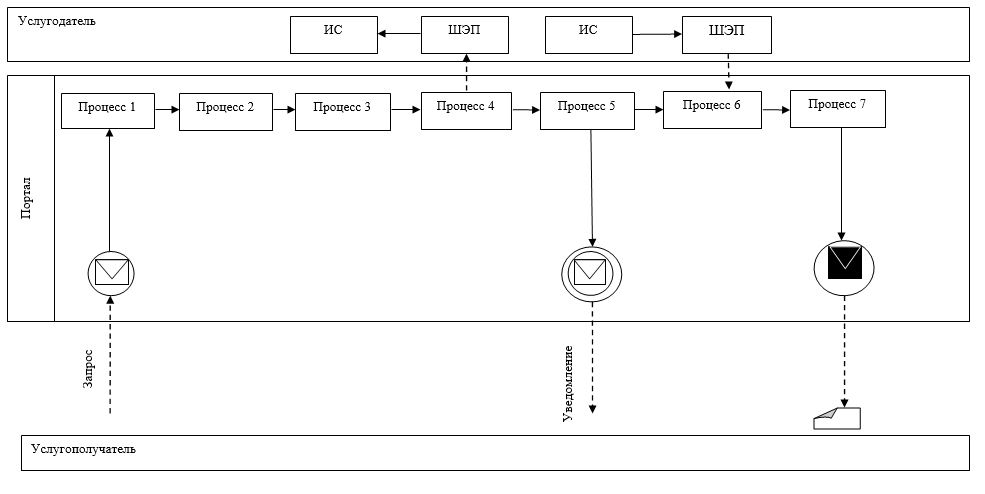 Услугодатель
ИС
ШЭП
ИС
ШЭП
Портал
Процесс 1
Процесс 2
Процесс 3
Процесс 4
Процесс 5
Процесс 6
Процесс 7
Запрос
Уведомление
Услугополучатель